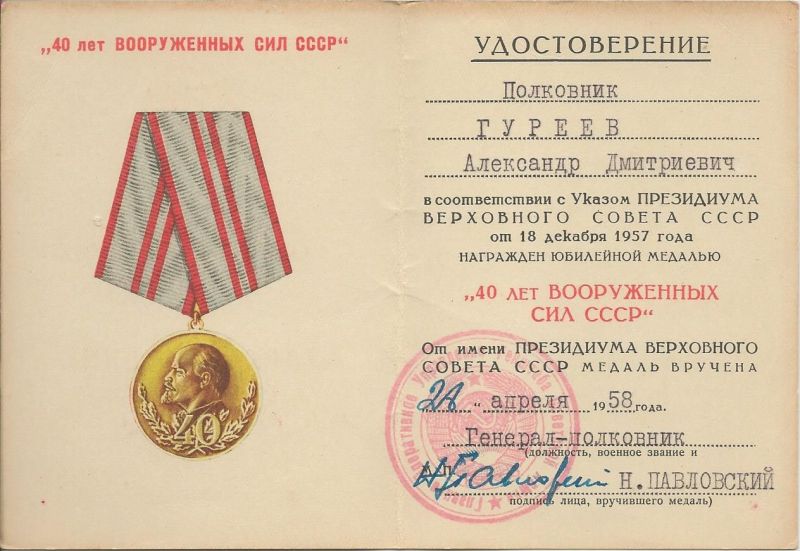 „40 лет ВООРУЖЕННЫХ СИЛ СССР“
40
УДОСТОВЕРЕНИЕ
Полковник
ГУРЕЕВ
Александр Дмитриевич
в соответствии с Указом ПРЕЗИДИУМА
ВЕРХОВНОГО СОВЕТА СССР
от 18 декабря 1957 года
НАГРАЖДЕН ЮБИЛЕЙНОЙ МЕДАЛЬЮ
„40 ЛЕТ ВООРУЖЕННЫХ
СИЛ СССР“
От имени ПРЕЗИДИУМА ВЕРХОВНОГО
СОВЕТА СССР МЕДАЛЬ ВРУЧЕНА
28 " апреля 1958 года.
Генерал-полковник
(должность, военное звание и
Н. ПАВЛОВСКИЙ
подпись лица, вручившего медаль)